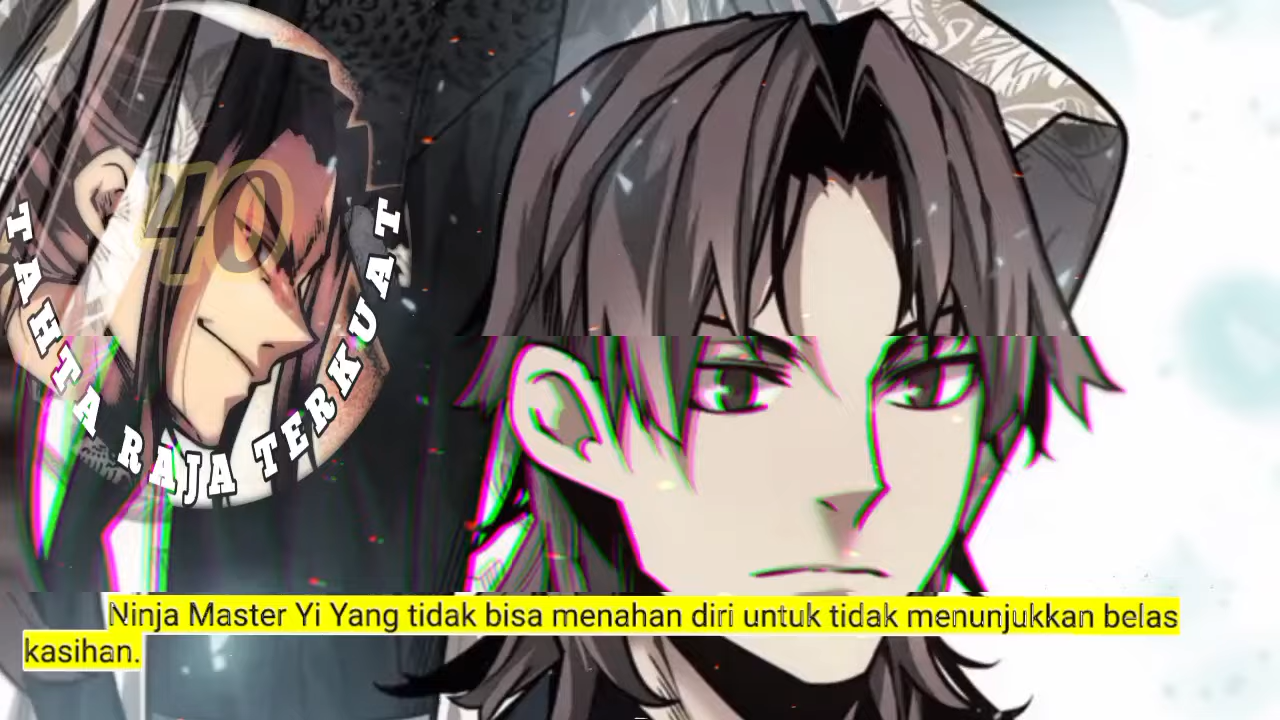 40
TAHTA RAJA TERKUAT
Ninja Master Yi Yang tidak bisa menahan diri untuk tidak menunjukkan belas
kasihan.